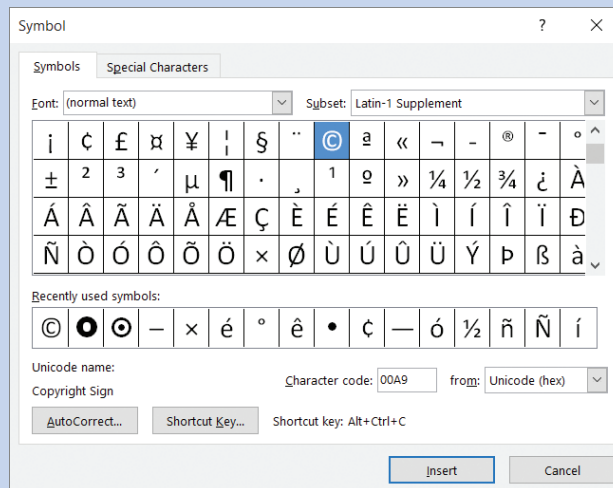 Symbol ? ×
Symbols Special Characters
Font: (normal text) Subset: Latin-1 Supplement
¡ ¢ £ ¤ ¥ ¦ § ¨ © ª « ¬ - ® ¯ °
± ² ³ ´ µ ¶ · ¸ ¹ º » ¼ ½ ¾ ¿ À
Á Â Ã Ä Å Æ Ç È É Ê Ë Ì Í Î Ï Ð
Ñ Ò Ó Ô Õ Ö × Ø Ù Ú Û Ü Ý Þ ß à
Recently used symbols:
© – × é ° ê • ¢ — ó ½ ñ Ñ í
Unicode name:
Copyright Sign
Character code: 00A9 from: Unicode (hex)
AutoCorrect... Shortcut Key... Shortcut key: Alt+Ctrl+C
Insert Cancel